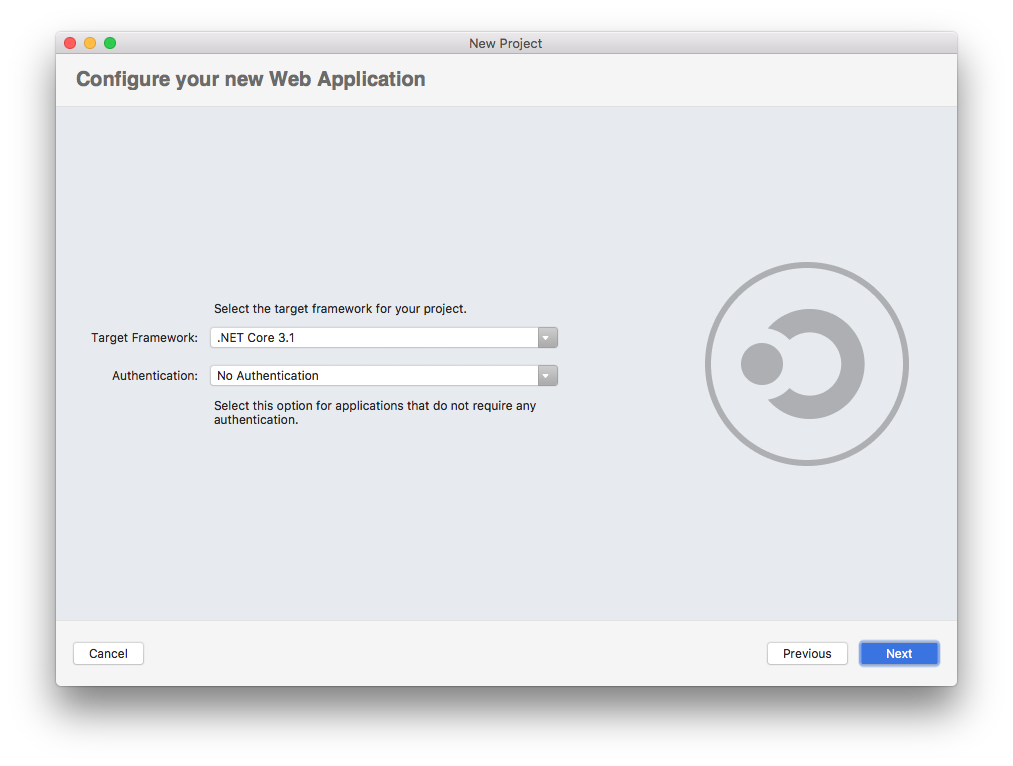 New Project
Configure your new Web Application
Select the target framework for your project.
Target Framework: .NET Core 3.1
Authentication: No Authentication
Select this option for applications that do not require any
authentication.
Cancel Previous Next